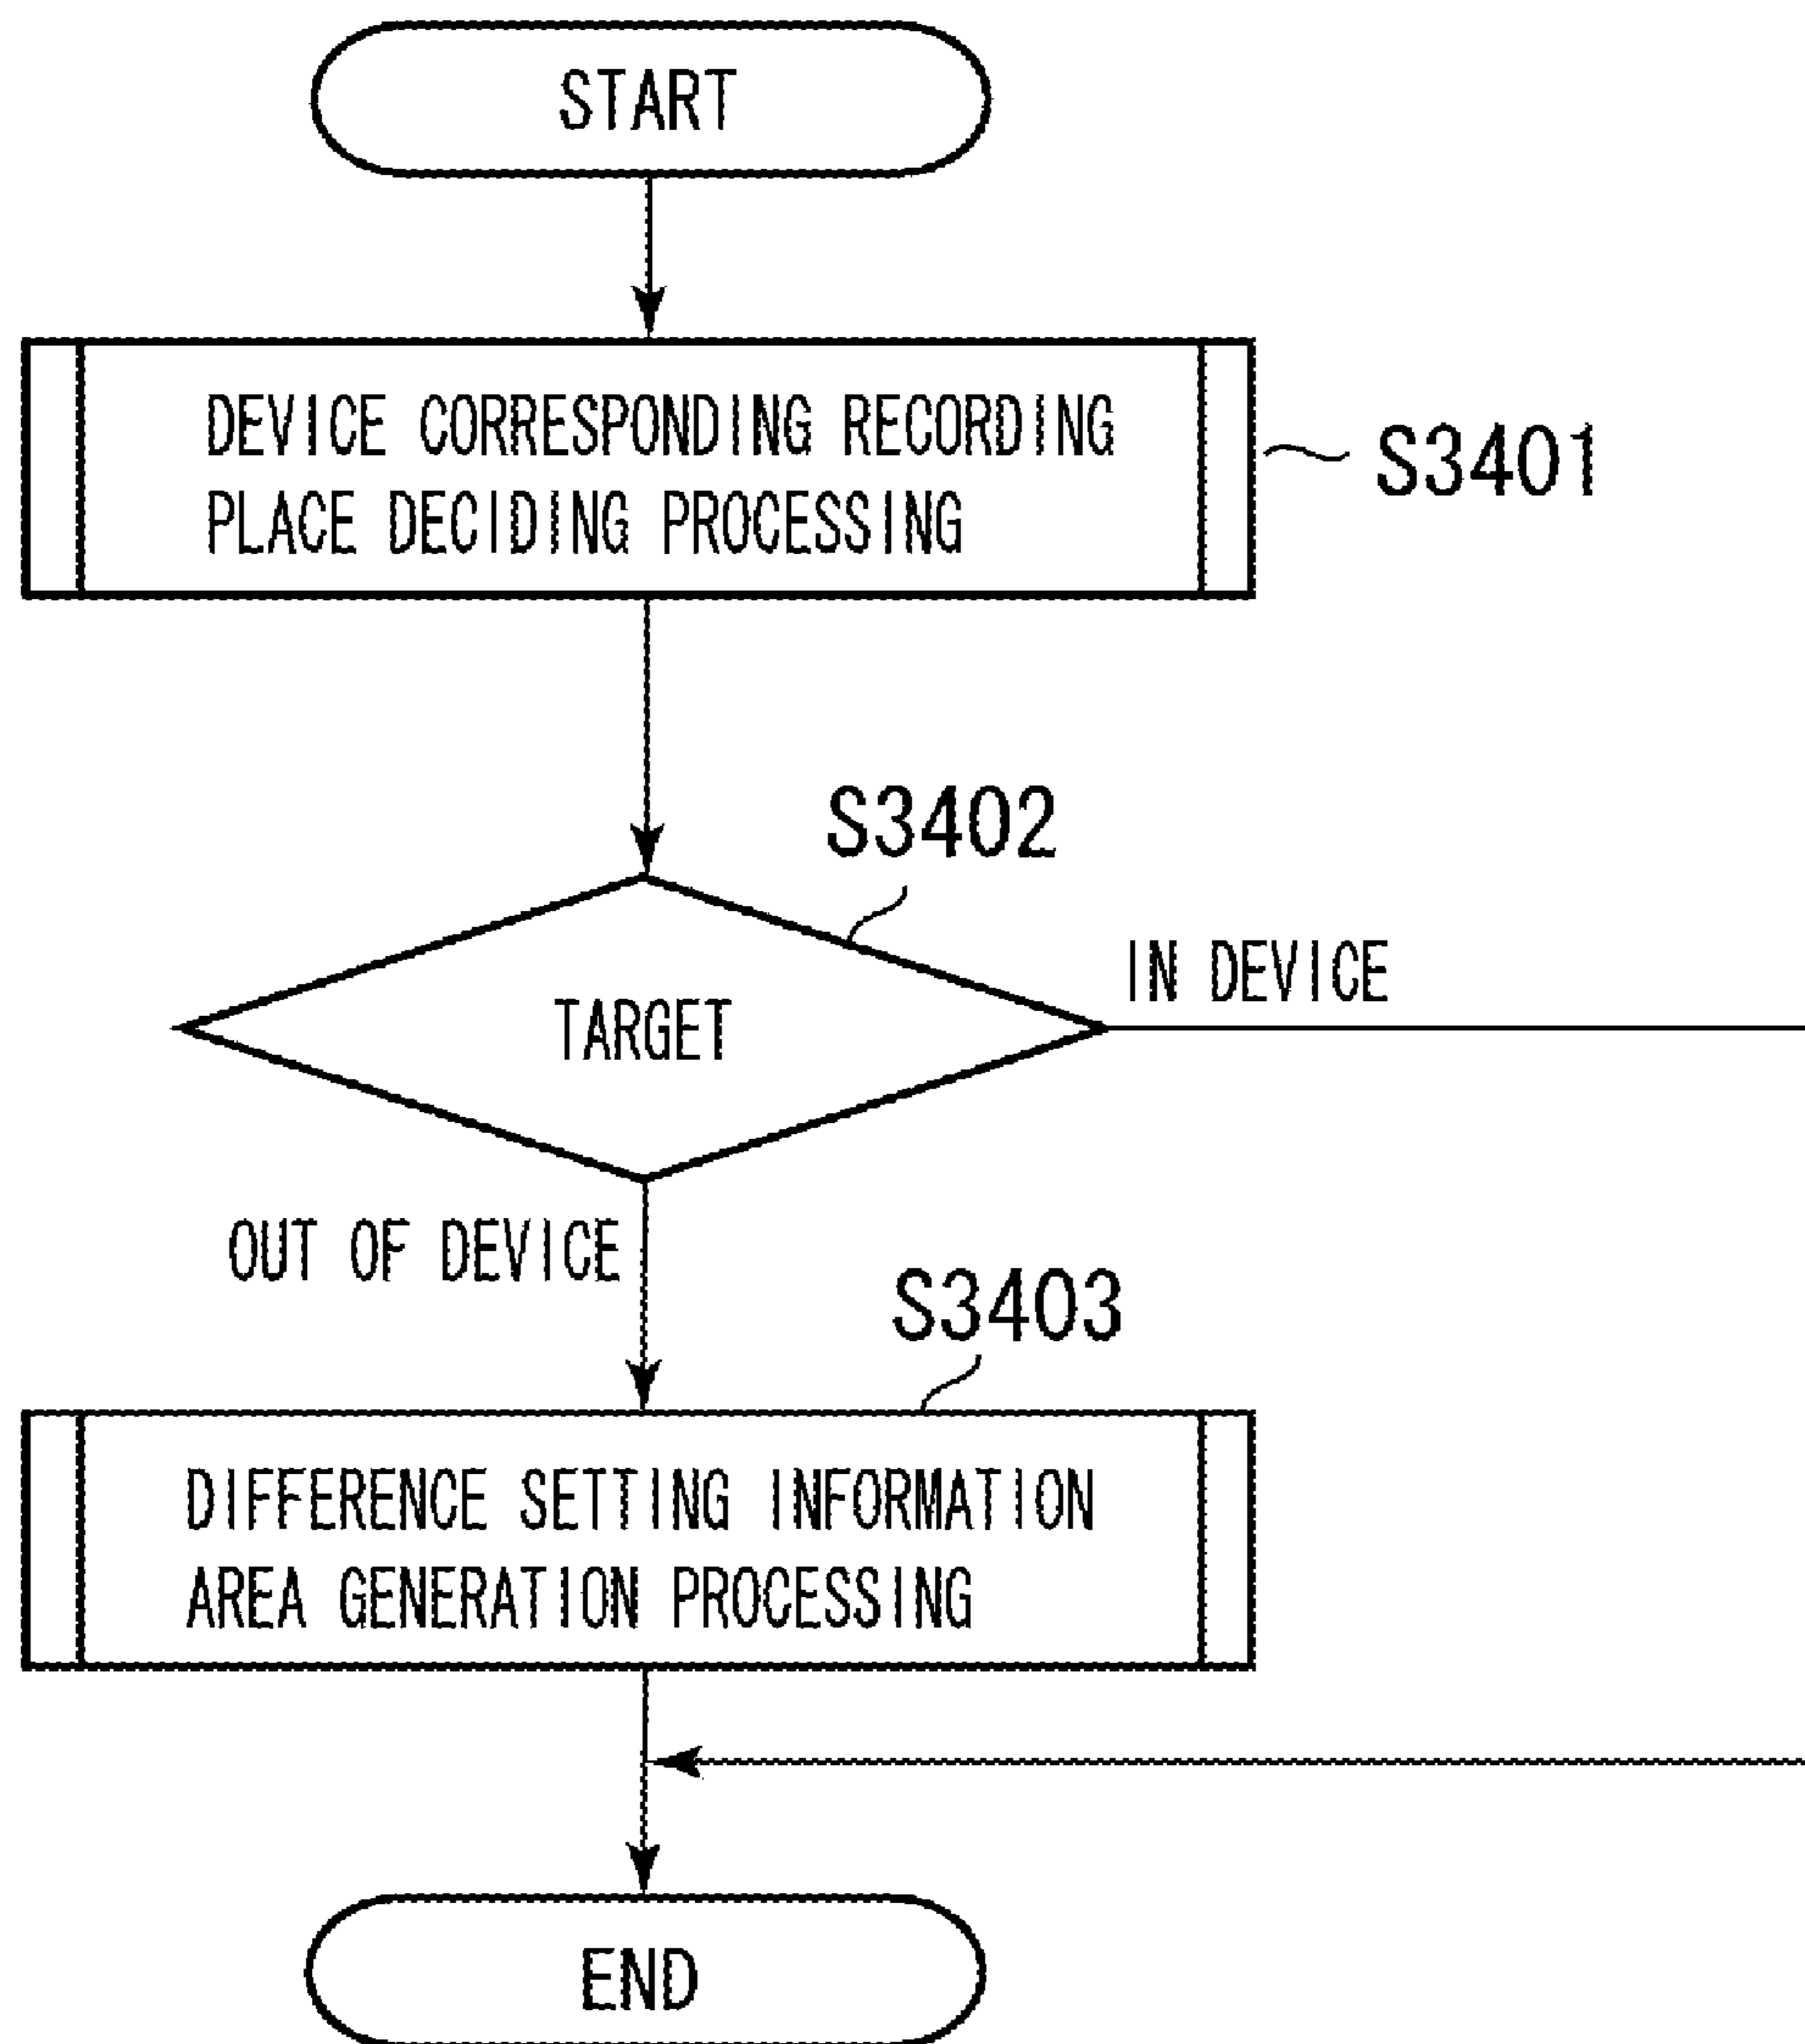 START
DEVICE CORRESPONDING RECORDING
PLACE DECIDING PROCESSING
S3401
S3402
IN DEVICE
TARGET
OUT OF DEVICE
S3403
DIFFERENCE SETTING INFORMATION
AREA GENERATION PROCESSING
END